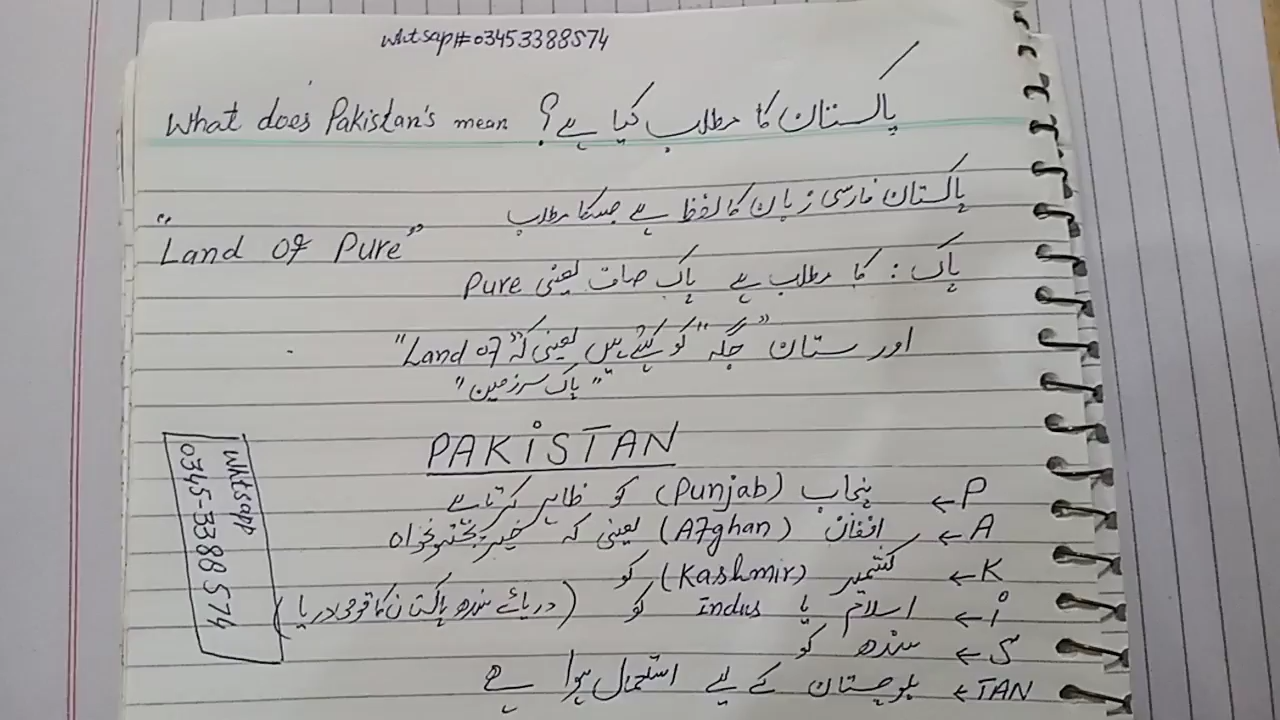 Whtsap#03453388574
What does Pakistan's mean ? پاکستان کا مطلب کیا ہے
پاکستان فارسی زبان کا لفظ ہے جسکا مطلب
"Land of Pure"
پاک : کا مطلب ہے پاک صاف یعنی Pure
اور ستان "جگہ" کو کہتے ہیں یعنی کہ "Land of"
"پاک سرزمین"
PAKiSTAN
P ← پنجاب (Punjab) کو ظاہر کرتا ہے
A ← افغان (Afghan) یعنی کہ خیبر پختونخواہ
K ← کشمیر (Kashmir) کو
i ← اسلام یا indus کو (دریائے سندھ پاکستان کا قومی دریا)
S ← سندھ کو
TAN ← بلوچستان کے لیے استعمال ہوا ہے
Whtsapp
0345-3388574